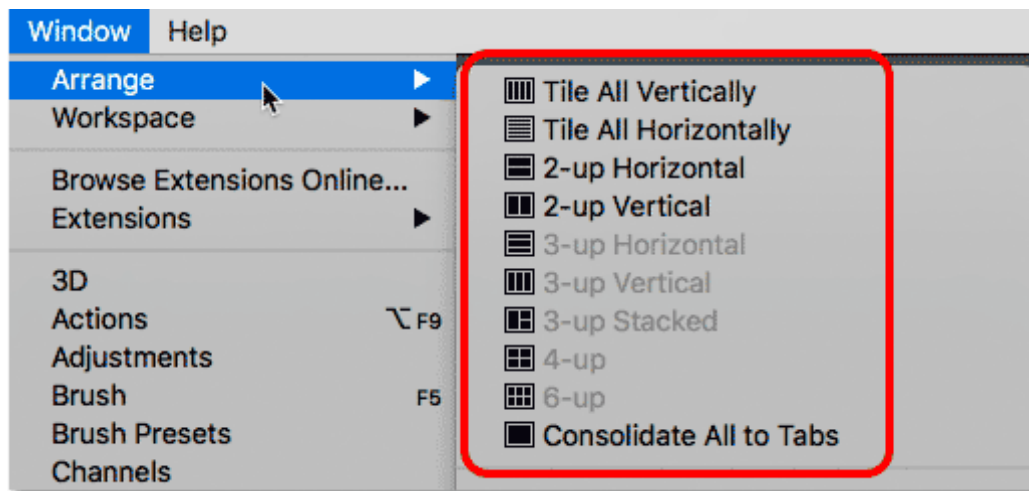 Window Help
Arrange
Workspace
Browse Extensions Online...
Extensions
3D
Actions ⌥ F9
Adjustments
Brush F5
Brush Presets
Channels
Tile All Vertically
Tile All Horizontally
2-up Horizontal
2-up Vertical
3-up Horizontal
3-up Vertical
3-up Stacked
4-up
6-up
Consolidate All to Tabs